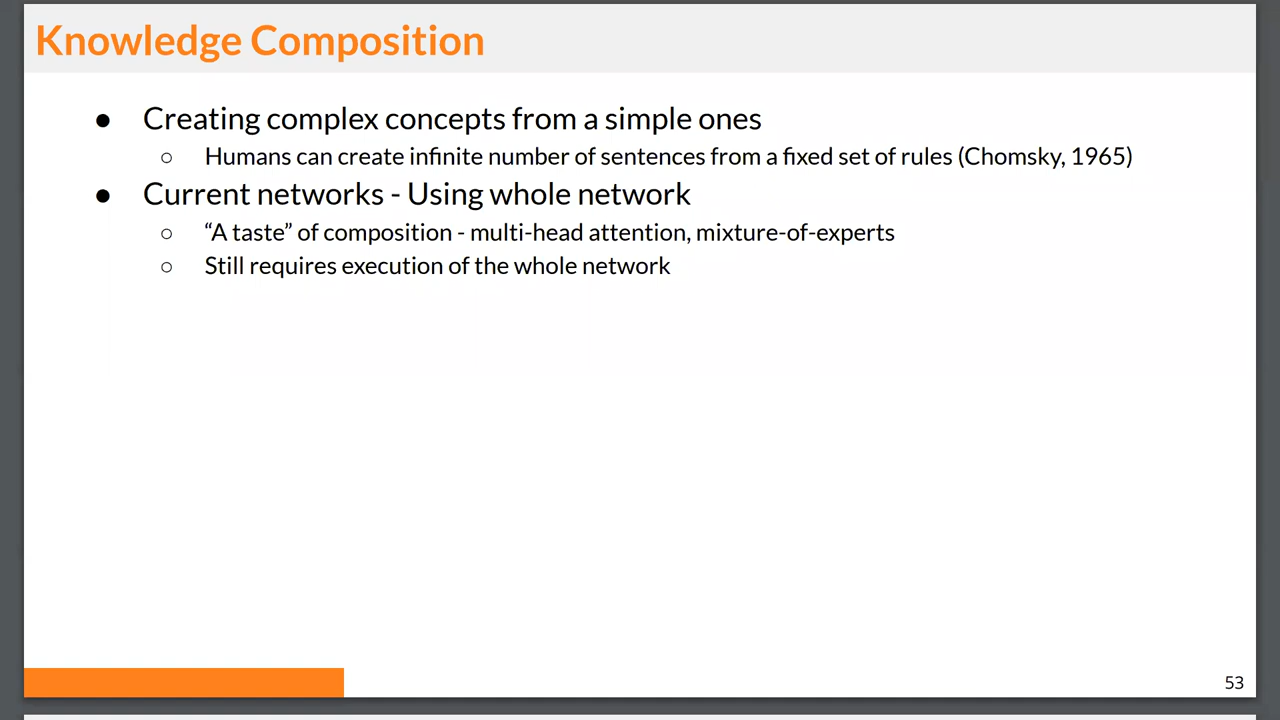 Knowledge Composition
● Creating complex concepts from a simple ones
○ Humans can create infinite number of sentences from a fixed set of rules (Chomsky, 1965)
● Current networks - Using whole network
○ “A taste” of composition - multi-head attention, mixture-of-experts
○ Still requires execution of the whole network
53